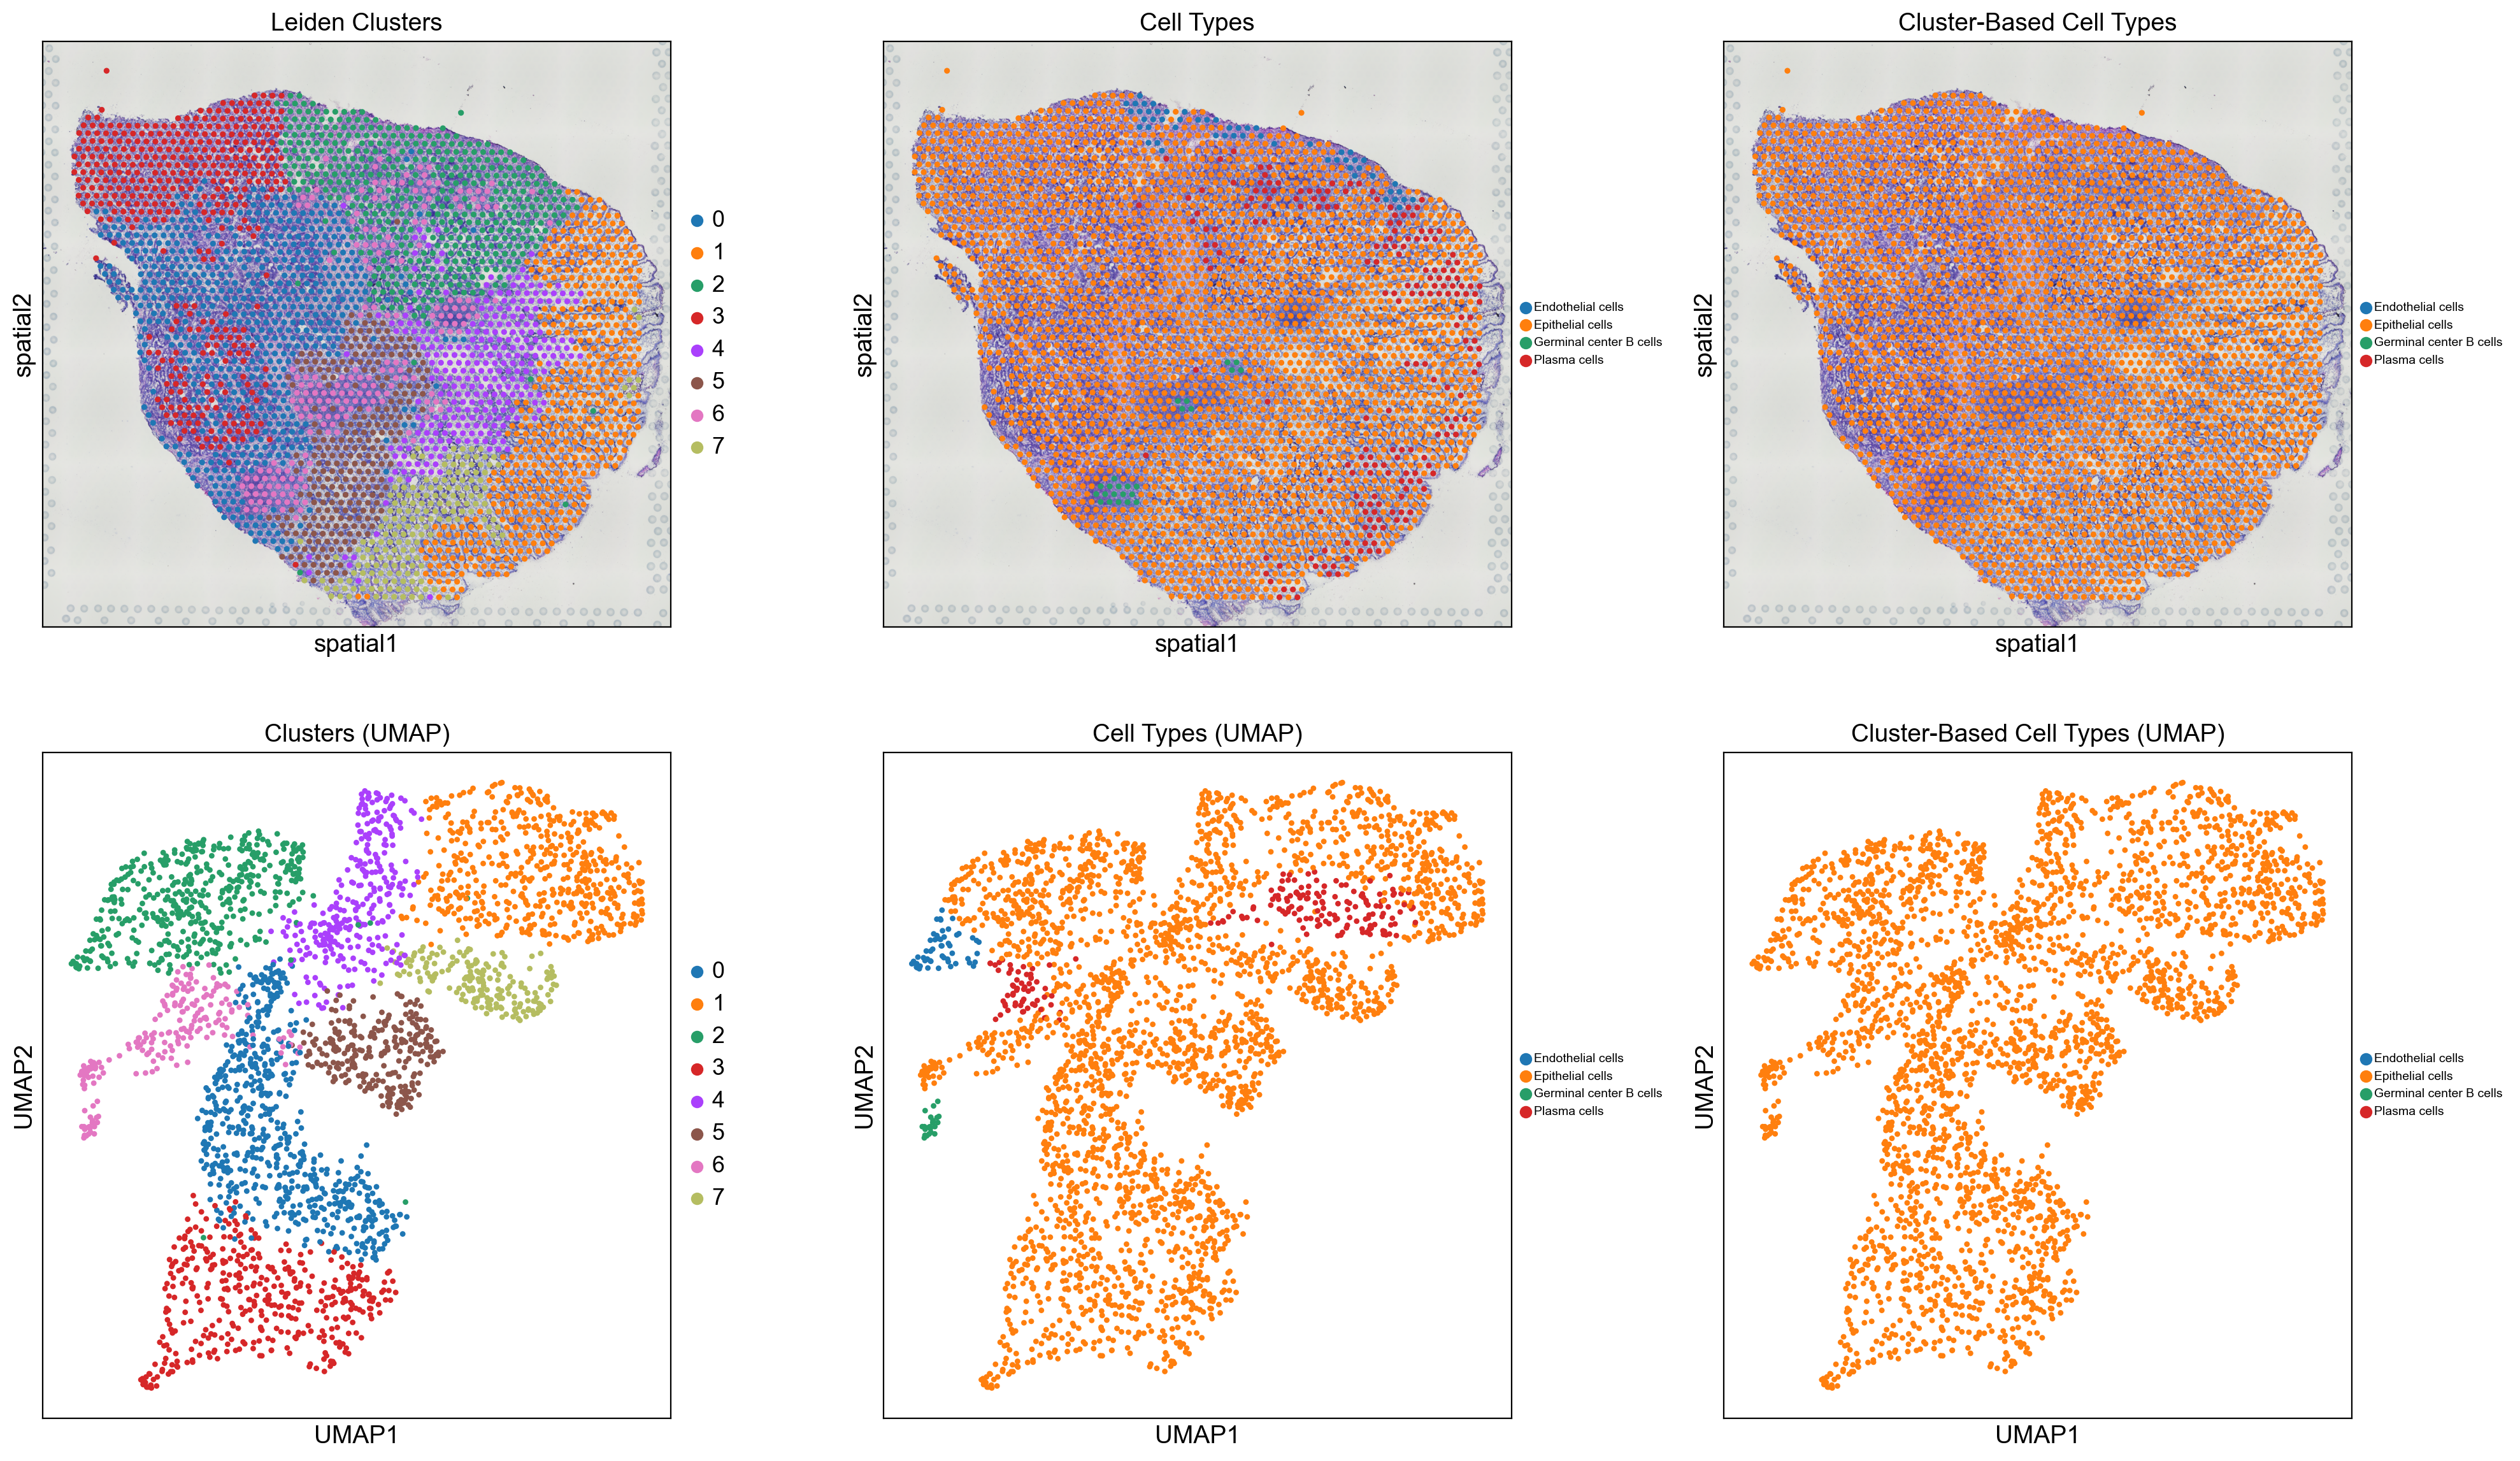 Leiden Clusters
spatial2
spatial1
0
1
2
3
4
5
6
7
Cell Types
spatial2
spatial1
Endothelial cells
Epithelial cells
Germinal center B cells
Plasma cells
Cluster-Based Cell Types
spatial2
spatial1
Endothelial cells
Epithelial cells
Germinal center B cells
Plasma cells
Clusters (UMAP)
UMAP2
UMAP1
0
1
2
3
4
5
6
7
Cell Types (UMAP)
UMAP2
UMAP1
Endothelial cells
Epithelial cells
Germinal center B cells
Plasma cells
Cluster-Based Cell Types (UMAP)
UMAP2
UMAP1
Endothelial cells
Epithelial cells
Germinal center B cells
Plasma cells